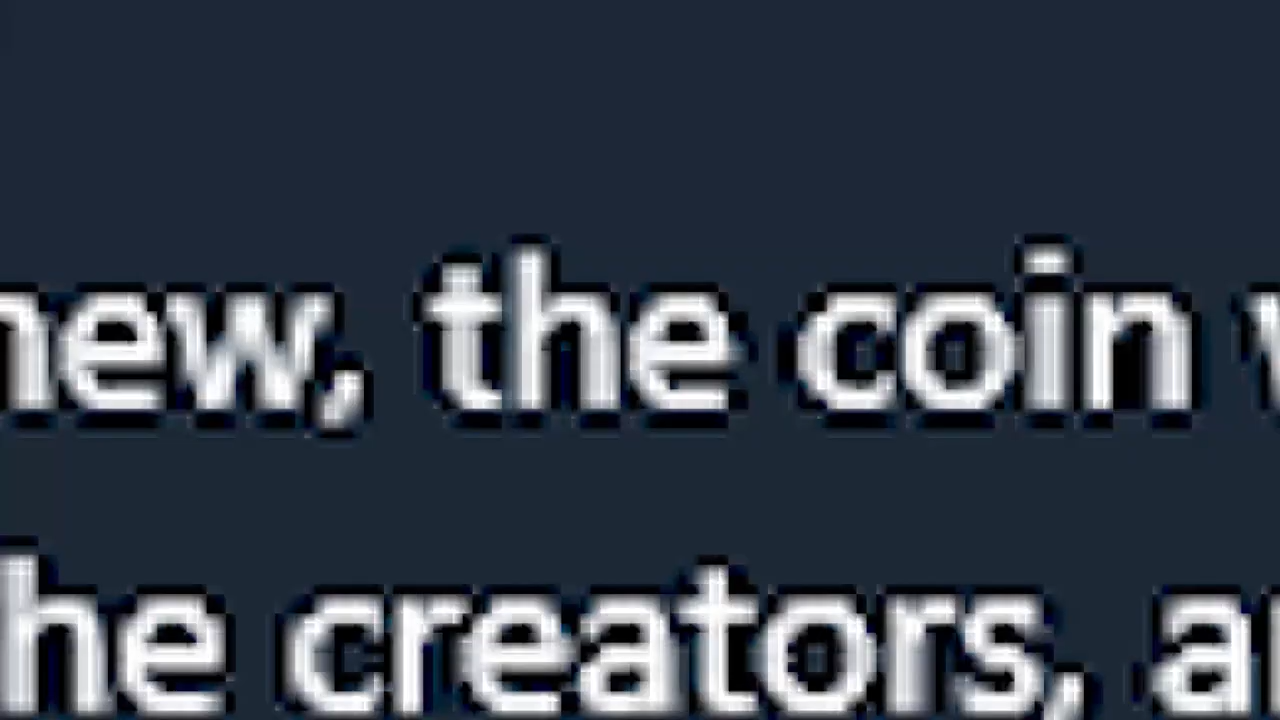 new, the coin
he creators,